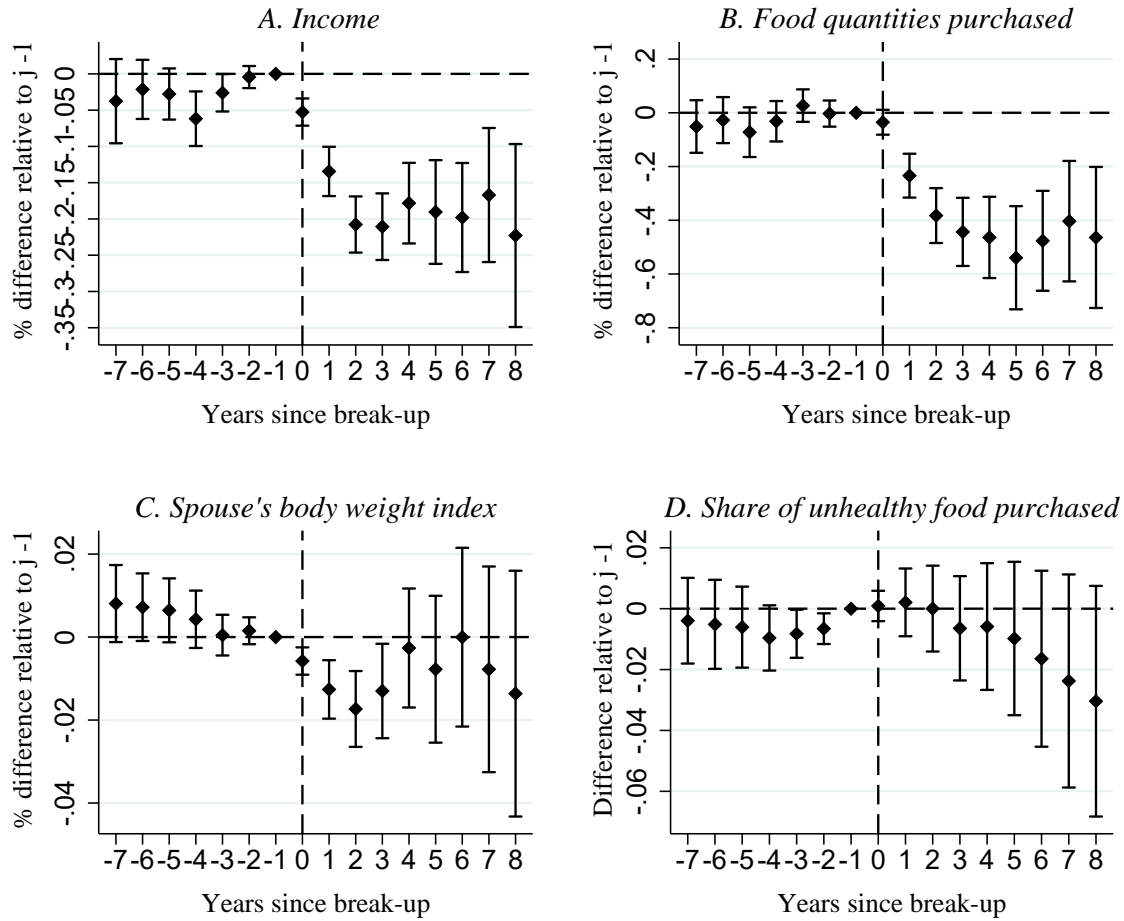 A. Income
% difference relative to j -1
0
-.05
-.1
-.15
-.2
-.25
-.3
-.35
-7 -6 -5 -4 -3 -2 -1 0 1 2 3 4 5 6 7 8
Years since break-up
B. Food quantities purchased
% difference relative to j -1
.2
0
-.2
-.4
-.6
-.8
-7 -6 -5 -4 -3 -2 -1 0 1 2 3 4 5 6 7 8
Years since break-up
C. Spouse's body weight index
% difference relative to j -1
.02
0
-.02
-.04
-7 -6 -5 -4 -3 -2 -1 0 1 2 3 4 5 6 7 8
Years since break-up
D. Share of unhealthy food purchased
Difference relative to j -1
.02
0
-.02
-.04
-.06
-7 -6 -5 -4 -3 -2 -1 0 1 2 3 4 5 6 7 8
Years since break-up